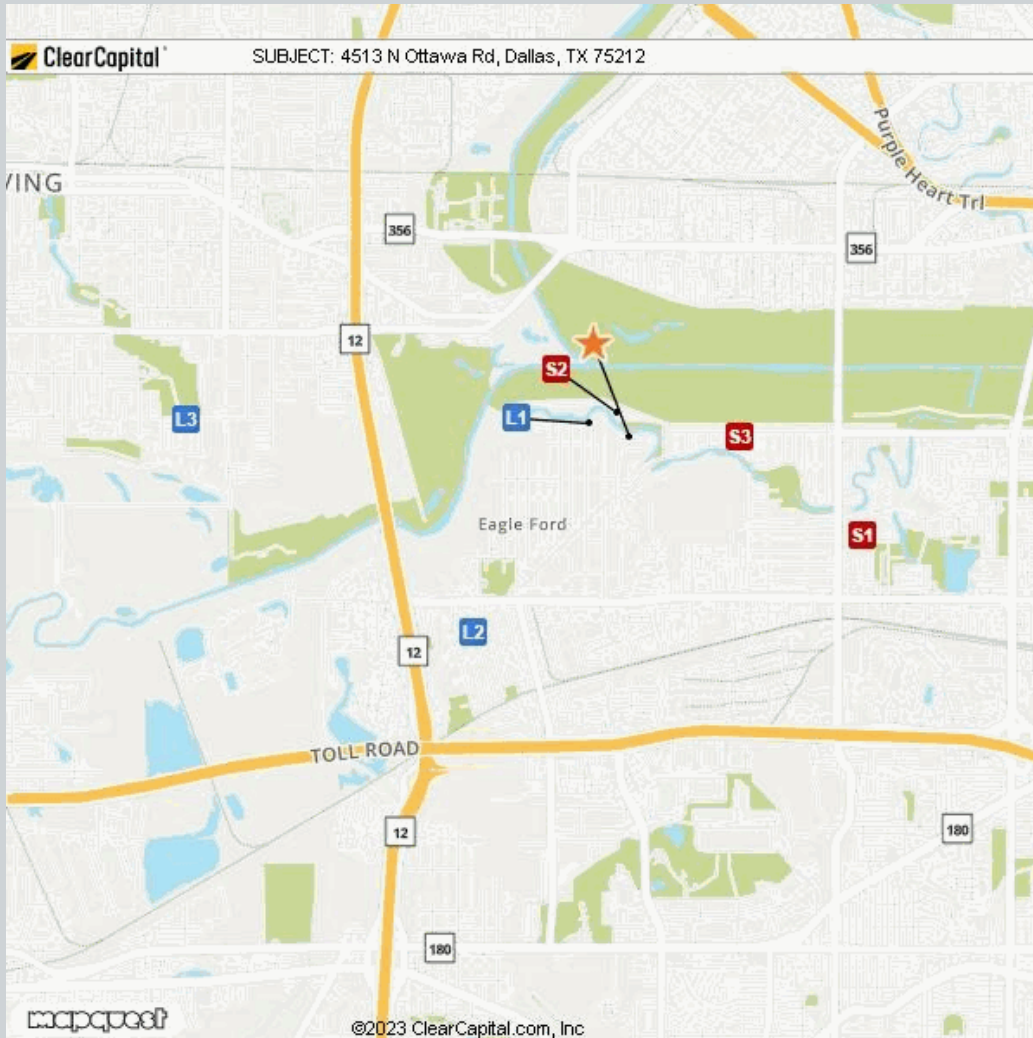 ClearCapital
SUBJECT: 4513 N Ottawa Rd, Dallas, TX 75212
Purple Heart Trl
VING
356
356
12
S2
L1
L3
S3
Eagle Ford
S1
L2
12
TOLL ROAD
12
180
180
mapquest
©2023 ClearCapital.com, Inc